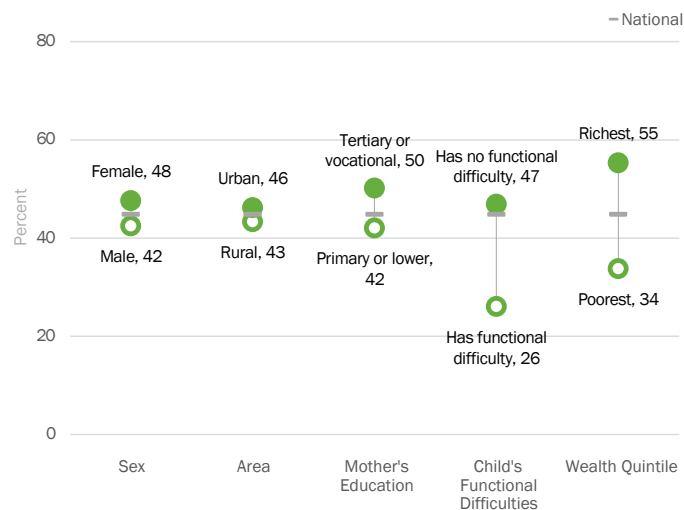 National
80
60
40
20
0
Percent
Female, 48
Male, 42
Urban, 46
Rural, 43
Tertiary or
vocational, 50
Primary or lower,
42
Has no functional
difficulty, 47
Has functional
difficulty, 26
Richest, 55
Poorest, 34
Sex
Area
Mother's
Education
Child's
Functional
Difficulties
Wealth Quintile